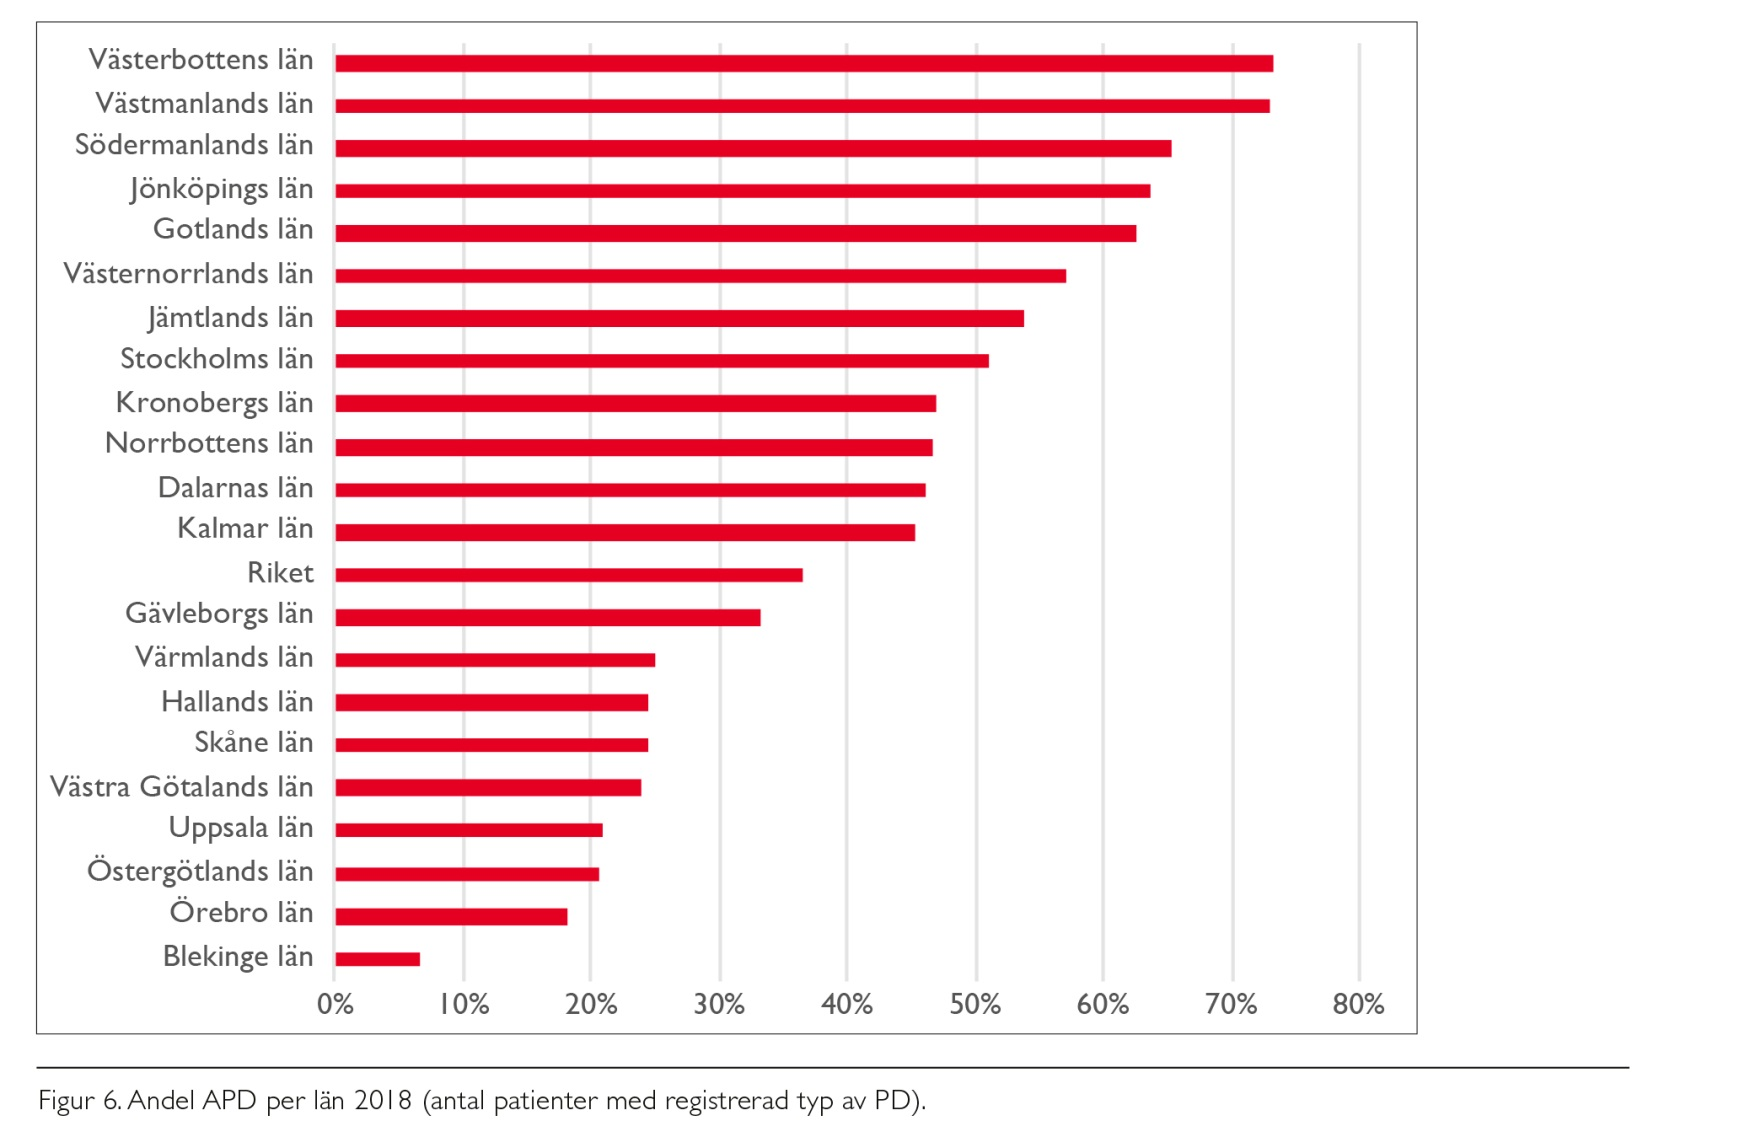 Västerbottens län
Västmanlands län
Södermanlands län
Jönköpings län
Gotlands län
Västernorrlands län
Jämtlands län
Stockholms län
Kronobergs län
Norrbottens län
Dalarnas län
Kalmar län
Riket
Gävleborgs län
Värmlands län
Hallands län
Skåne län
Västra Götalands län
Uppsala län
Östergötlands län
Örebro län
Blekinge län
0% 10% 20% 30% 40% 50% 60% 70% 80%
Figur 6. Andel APD per län 2018 (antal patienter med registrerad typ av PD).